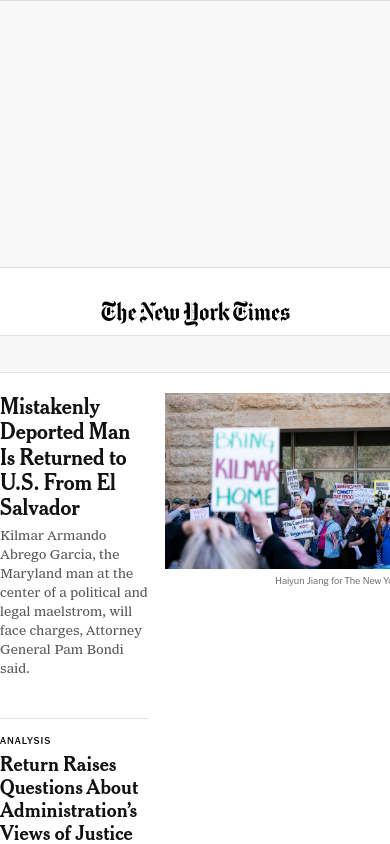 The New York Times
Mistakenly
Deported Man
Is Returned to
U.S. From El
Salvador
Kilmar Armando
Abrego Garcia, the
Maryland man at the
center of a political and
legal maelstrom, will
face charges, Attorney
General Pam Bondi
said.
BRING
KILMAR
HOME
Haiyun Jiang for The New Yo
ANALYSIS
Return Raises
Questions About
Administration’s
Views of Justice